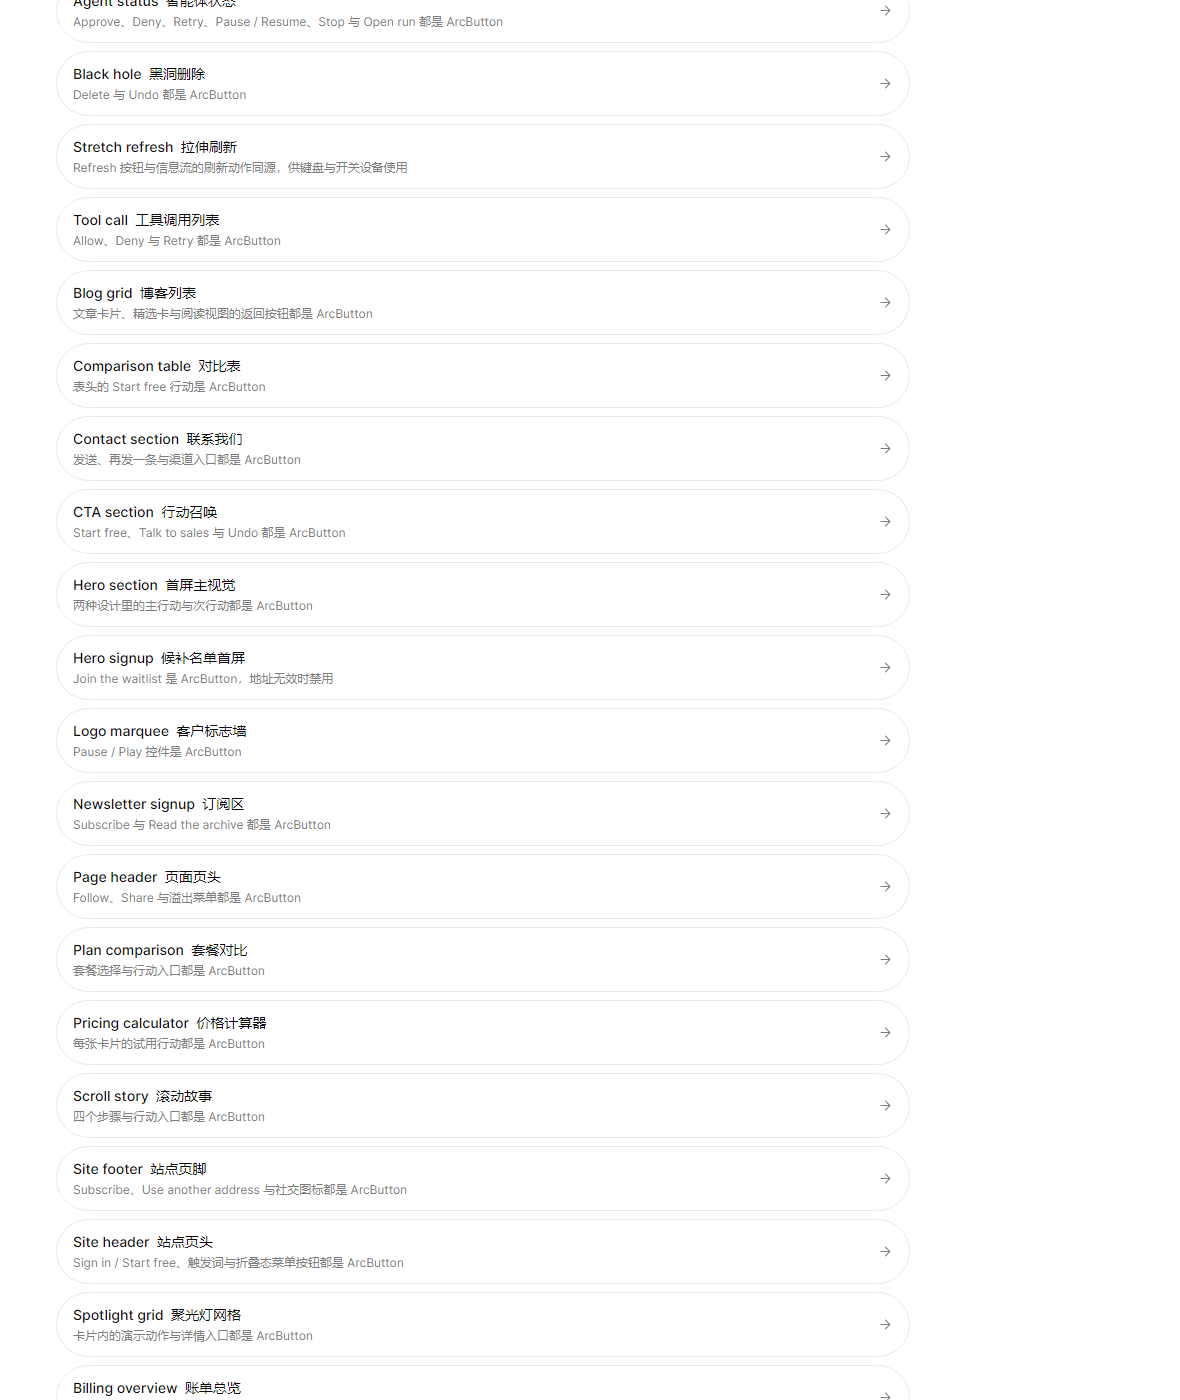 Agent status 智能体状态
Approve、Deny、Retry、Pause / Resume、Stop 与 Open run 都是 ArcButton
Black hole 黑洞删除
Delete 与 Undo 都是 ArcButton
Stretch refresh 拉伸刷新
Refresh 按钮与信息流的刷新动作同源，供键盘与开关设备使用
Tool call 工具调用列表
Allow、Deny 与 Retry 都是 ArcButton
Blog grid 博客列表
文章卡片、精选卡与阅读视图的返回按钮都是 ArcButton
Comparison table 对比表
表头的 Start free 行动是 ArcButton
Contact section 联系我们
发送、再发一条与渠道入口都是 ArcButton
CTA section 行动召唤
Start free、Talk to sales 与 Undo 都是 ArcButton
Hero section 首屏主视觉
两种设计里的主行动与次行动都是 ArcButton
Hero signup 候补名单首屏
Join the waitlist 是 ArcButton，地址无效时禁用
Logo marquee 客户标志墙
Pause / Play 控件是 ArcButton
Newsletter signup 订阅区
Subscribe 与 Read the archive 都是 ArcButton
Page header 页面页头
Follow、Share 与溢出菜单都是 ArcButton
Plan comparison 套餐对比
套餐选择与行动入口都是 ArcButton
Pricing calculator 价格计算器
每张卡片的试用行动都是 ArcButton
Scroll story 滚动故事
四个步骤与行动入口都是 ArcButton
Site footer 站点页脚
Subscribe、Use another address 与社交图标都是 ArcButton
Site header 站点页头
Sign in / Start free、触发词与折叠态菜单按钮都是 ArcButton
Spotlight grid 聚光灯网格
卡片内的演示动作与详情入口都是 ArcButton
Billing overview 账单总览